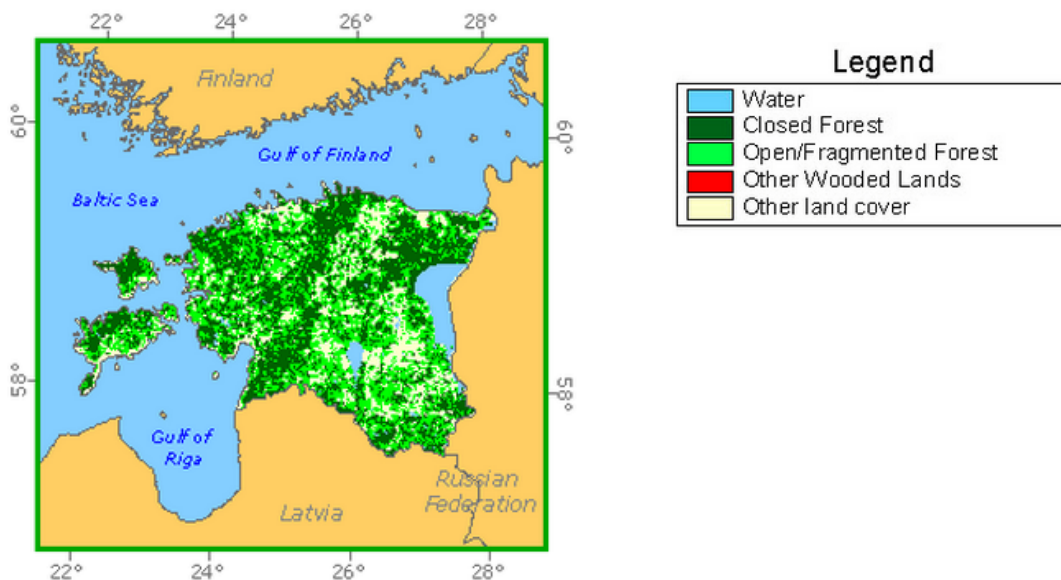 22° 24° 26° 28°
Finland
60°
60°
Gulf of Finland
Baltic Sea
58°
58°
Gulf of
Riga
Russian
Federation
Latvia
22° 24° 26° 28°
Legend
Water
Closed Forest
Open/Fragmented Forest
Other Wooded Lands
Other land cover